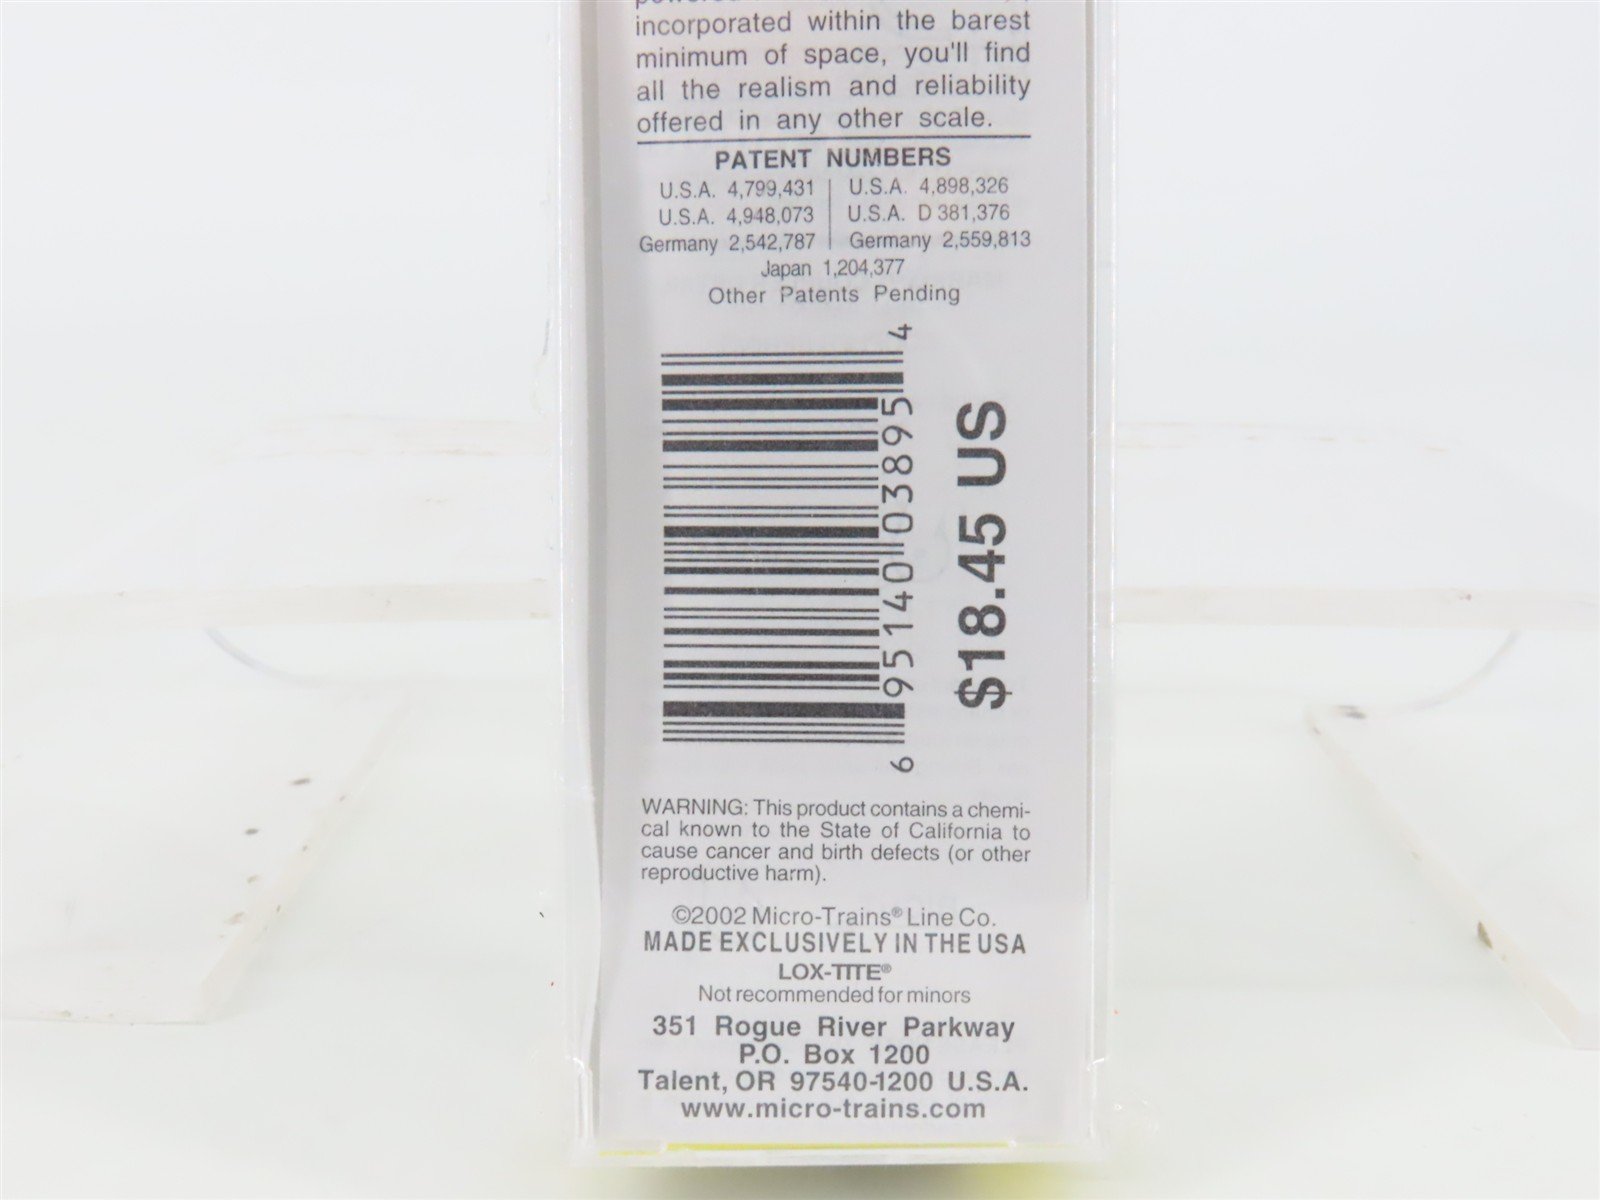 incorporated within the barest
minimum of space, you'll find
all the realism and reliability
offered in any other scale.
PATENT NUMBERS
U.S.A. 4,799,431 | U.S.A. 4,898,326
U.S.A. 4,948,073 | U.S.A. D 381,376
Germany 2,542,787 | Germany 2,559,813
Japan 1,204,377
Other Patents Pending
6 95140 03895 4
$18.45 US
WARNING: This product contains a chemi-
cal known to the State of California to
cause cancer and birth defects (or other
reproductive harm).
©2002 Micro-Trains® Line Co.
MADE EXCLUSIVELY IN THE USA
LOX-TITE®
Not recommended for minors
351 Rogue River Parkway
P.O. Box 1200
Talent, OR 97540-1200 U.S.A.
www.micro-trains.com